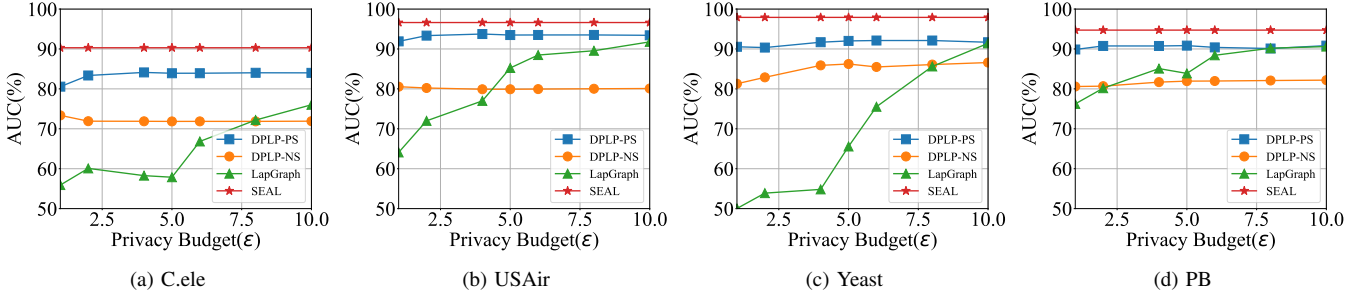 AUC(%)
100
90
80
70
60
50
2.5
5.0
7.5
10.0
Privacy Budget(ε)
DPLP-PS
DPLP-NS
LapGraph
SEAL
(a) C.ele
AUC(%)
100
90
80
70
60
50
2.5
5.0
7.5
10.0
Privacy Budget(ε)
DPLP-PS
DPLP-NS
LapGraph
SEAL
(b) USAir
AUC(%)
100
90
80
70
60
50
2.5
5.0
7.5
10.0
Privacy Budget(ε)
DPLP-PS
DPLP-NS
LapGraph
SEAL
(c) Yeast
AUC(%)
100
90
80
70
60
50
2.5
5.0
7.5
10.0
Privacy Budget(ε)
DPLP-PS
DPLP-NS
LapGraph
SEAL
(d) PB